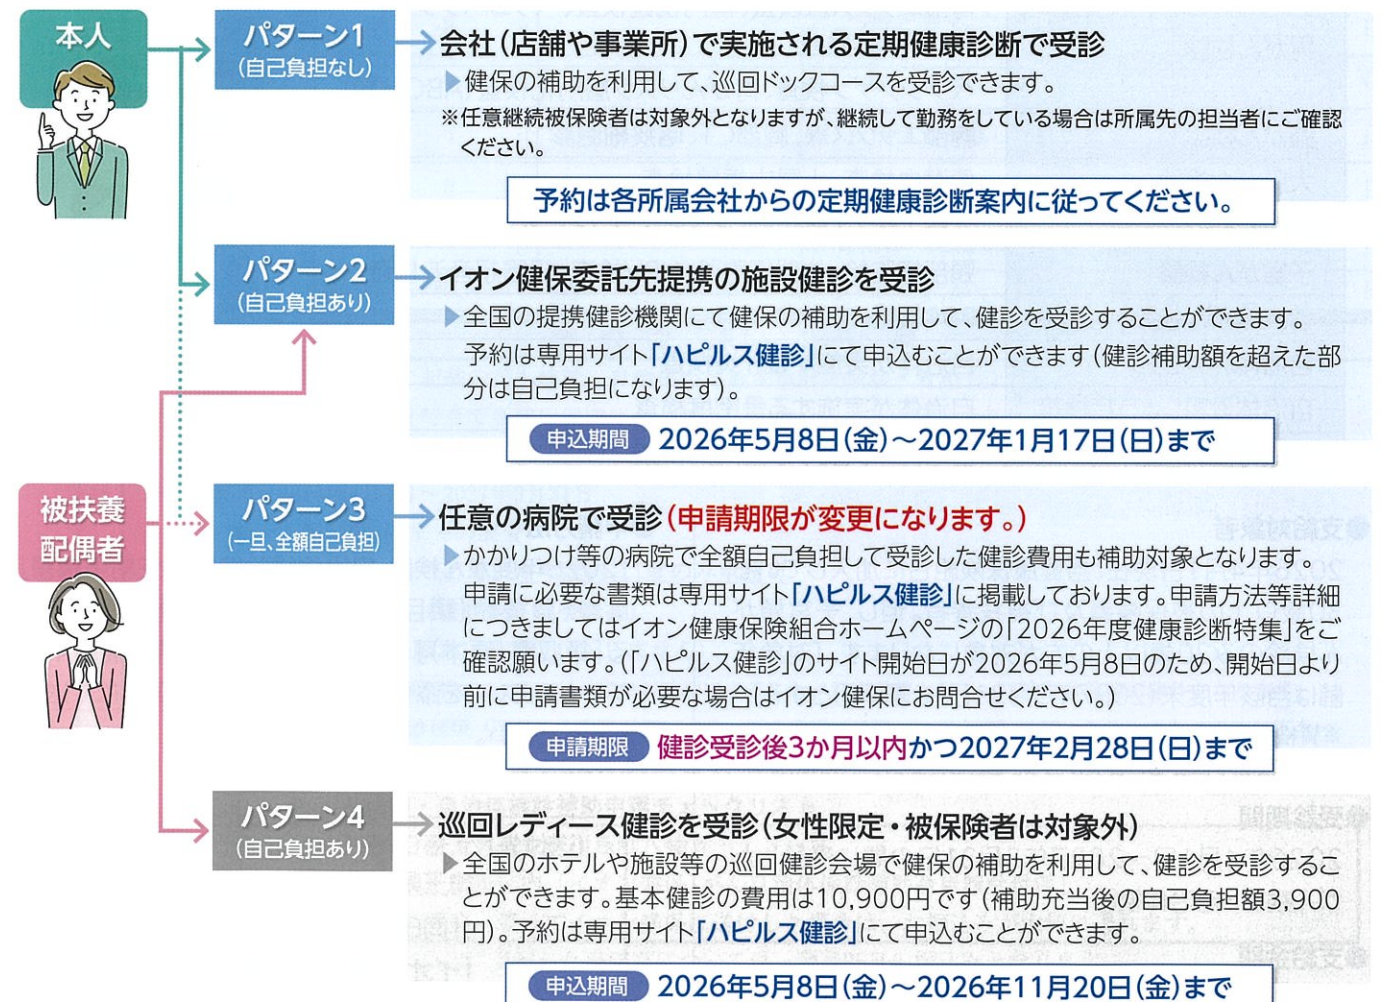 本人
パターン1
(自己負担なし)
会社(店舗や事業所)で実施される定期健康診断で受診
▶健保の補助を利用して、巡回ドックコースを受診できます。
※任意継続被保険者は対象外となりますが、継続して勤務をしている場合は所属先の担当者にご確認
ください。
予約は各所属会社からの定期健康診断案内に従ってください。
パターン2
(自己負担あり)
イオン健保委託先提携の施設健診を受診
▶全国の提携健診機関にて健保の補助を利用して、健診を受診することができます。
予約は専用サイト「ハピルス健診」にて申込むことができます(健診補助額を超えた部
分は自己負担になります)。
申込期間 2026年5月8日(金)～2027年1月17日(日)まで
被扶養
配偶者
パターン3
(一旦、全額自己負担)
任意の病院で受診(申請期限が変更になります。)
▶かかりつけ等の病院で全額自己負担して受診した健診費用も補助対象となります。
申請に必要な書類は専用サイト「ハピルス健診」に掲載しております。申請方法等詳細
につきましてはイオン健康保険組合ホームページの「2026年度健康診断特集」をご
確認願います。(「ハピルス健診」のサイト開始日が2026年5月8日のため、開始日より
前に申請書類が必要な場合はイオン健保にお問合せください。)
申請期限 健診受診後3か月以内かつ2027年2月28日(日)まで
パターン4
(自己負担あり)
巡回レディース健診を受診(女性限定・被保険者は対象外)
▶全国のホテルや施設等の巡回健診会場で健保の補助を利用して、健診を受診するこ
とができます。基本健診の費用は10,900円です(補助充当後の自己負担額3,900
円)。予約は専用サイト「ハピルス健診」にて申込むことができます。
申込期間 2026年5月8日(金)～2026年11月20日(金)まで